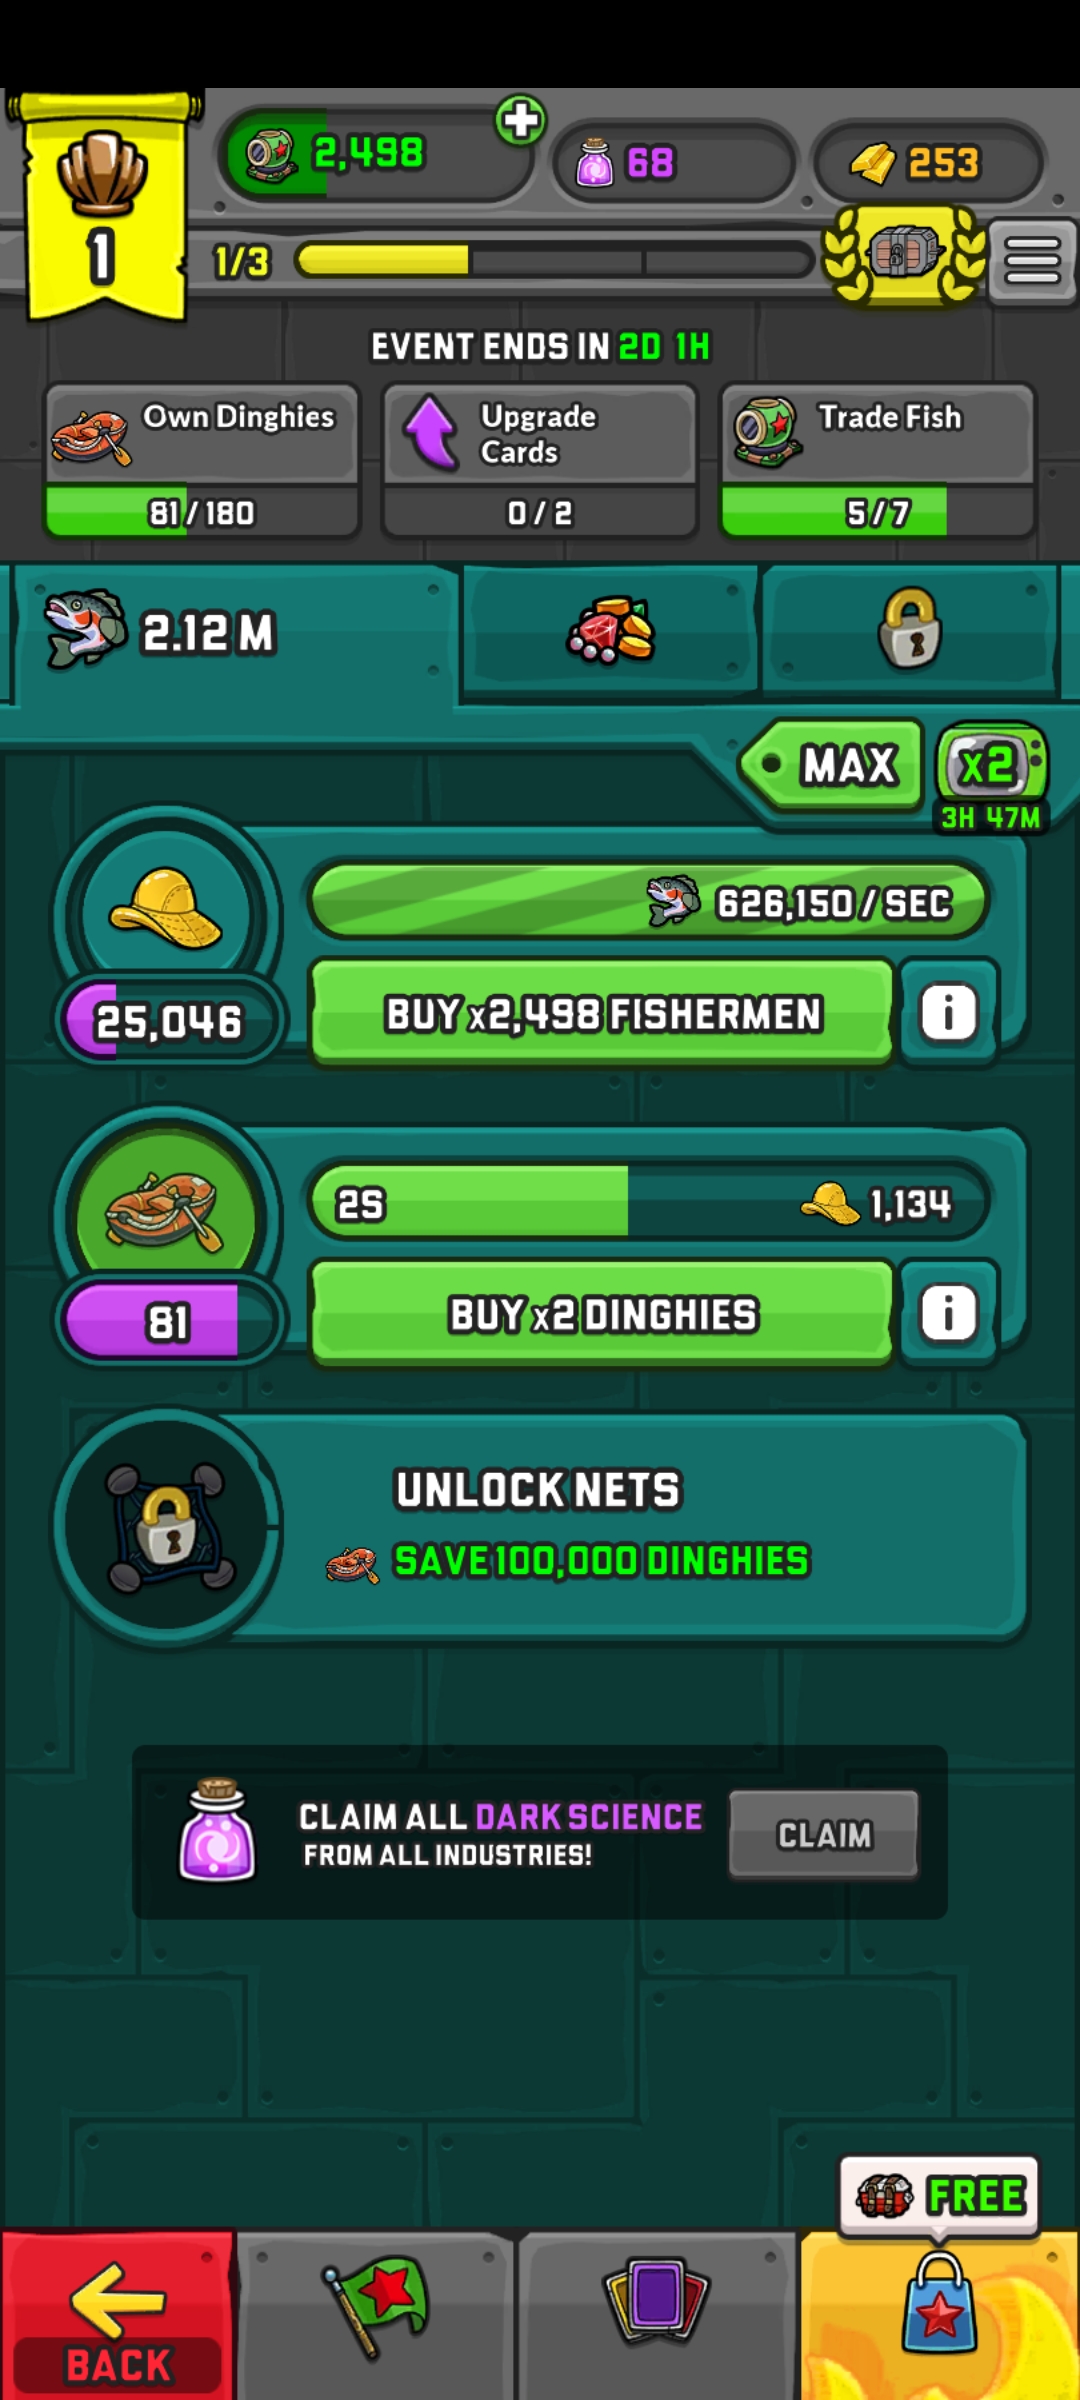 2,498
68
253
1
1/3
EVENT ENDS IN 2D 1H
Own Dinghies
81/180
Upgrade
Cards
0/2
Trade Fish
5/7
2.12 M
MAX
x2
3H 47M
626,150/SEC
25,046
BUY x2,498 FISHERMEN
i
2S
1,134
81
BUY x2 DINGHIES
i
UNLOCK NETS
SAVE 100,000 DINGHIES
CLAIM ALL DARK SCIENCE
FROM ALL INDUSTRIES!
CLAIM
FREE
BACK